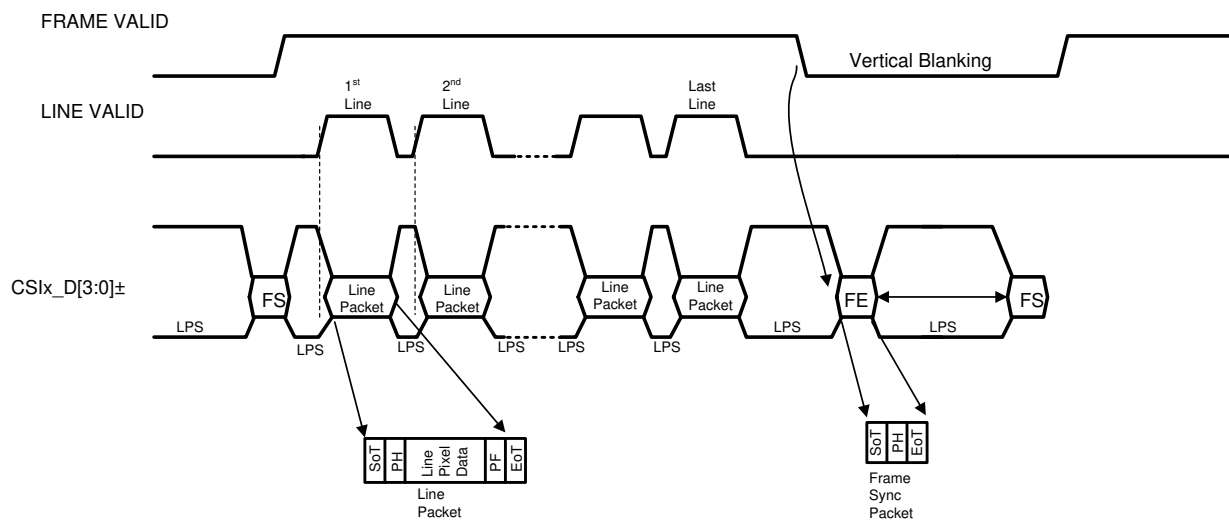 FRAME VALID
Vertical Blanking
LINE VALID
1st
Line
2nd
Line
Last
Line
CSIx_D[3:0]±
FS
Line
Packet
Line
Packet
Line
Packet
Line
Packet
FE
FS
LPS
LPS
LPS
LPS
LPS
LPS
LPS
LPS
SoT
PH
Line
Pixel
Data
PF
EoT
Line
Packet
SoT
PH
EoT
Frame
Sync
Packet